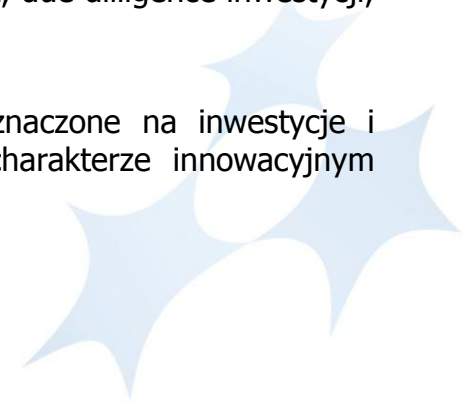 due diligence inwestycji,
znaczone na inwestycje i
charakterze innowacyjnym